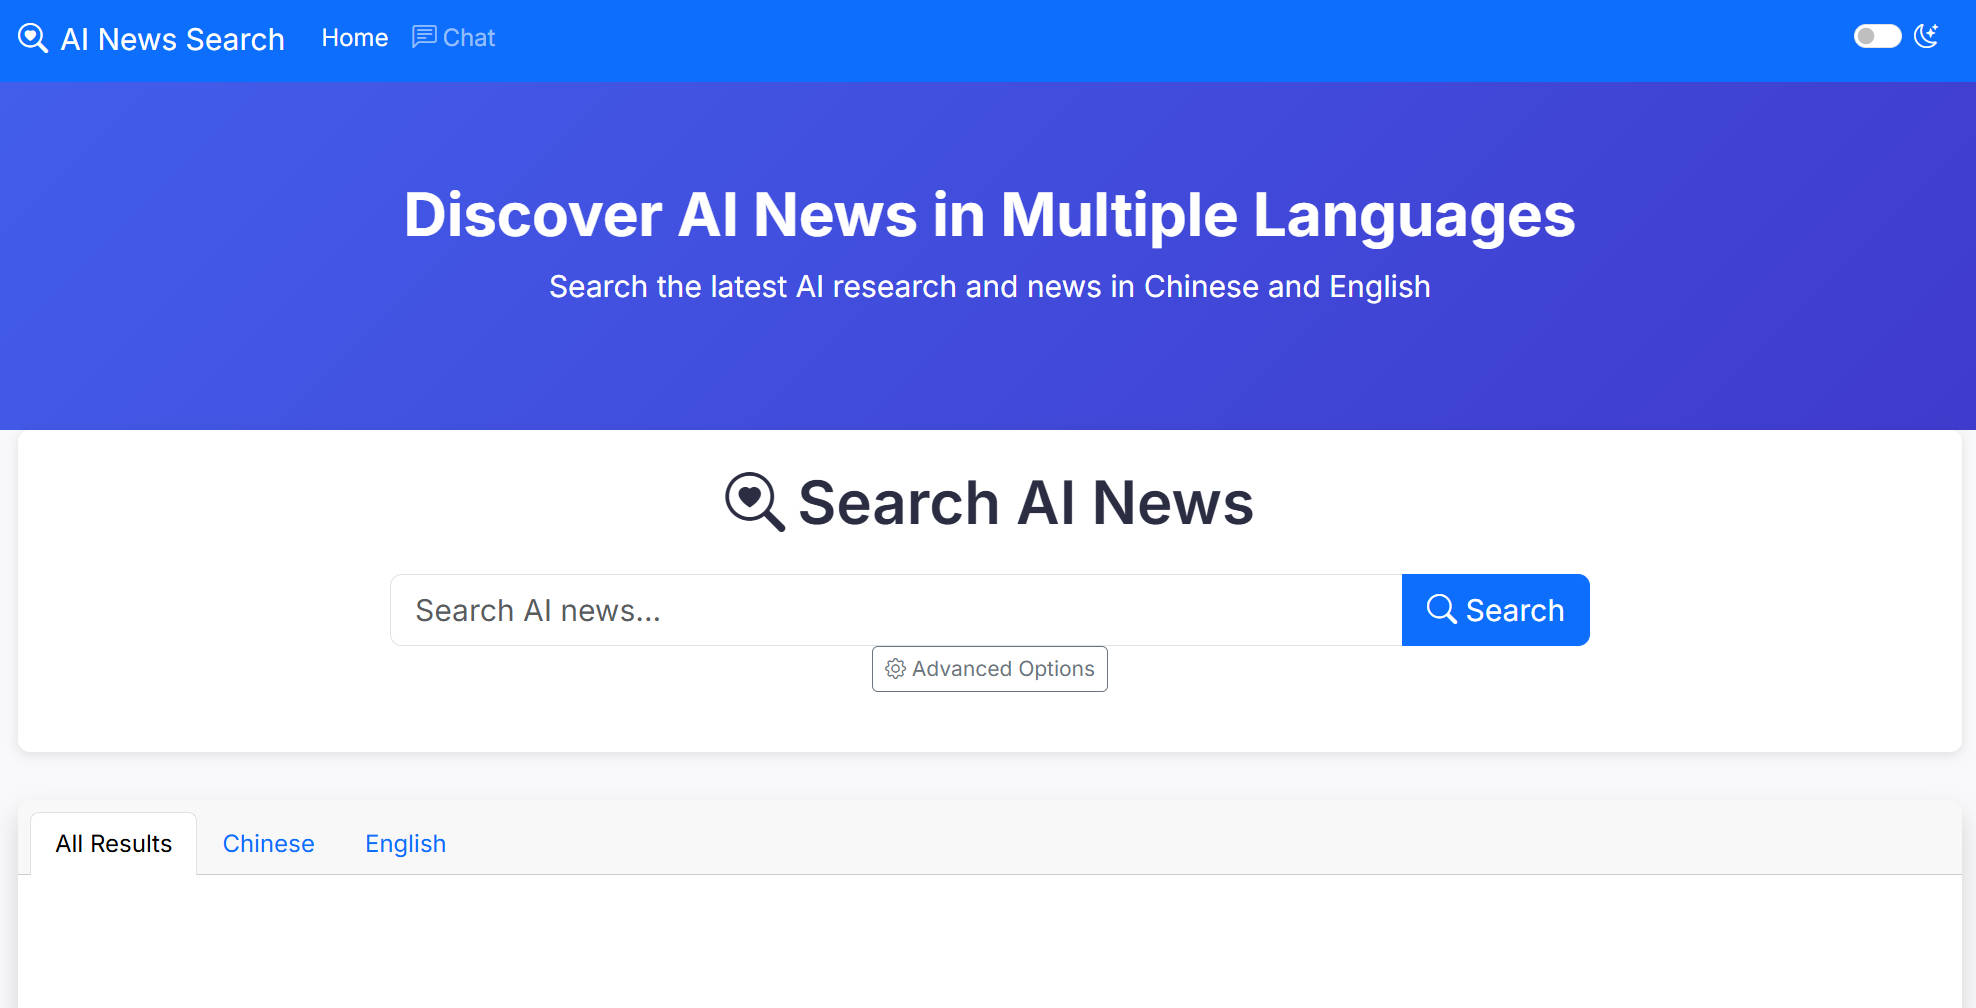 AI News Search Home Chat
Discover AI News in Multiple Languages
Search the latest AI research and news in Chinese and English
Search AI News
Search AI news...
Search
Advanced Options
All Results Chinese English